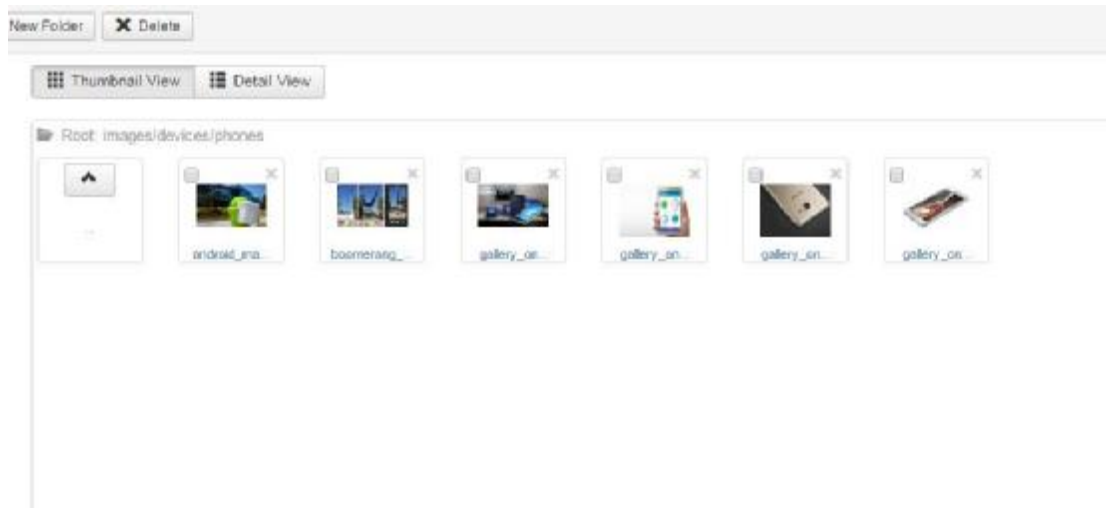 New Folder Delete
Thumbnail View Detail View
Root: images/devices/phones
..
android_ma... boomerang_... gallery_on... gallery_on... gallery_on... gallery_on...